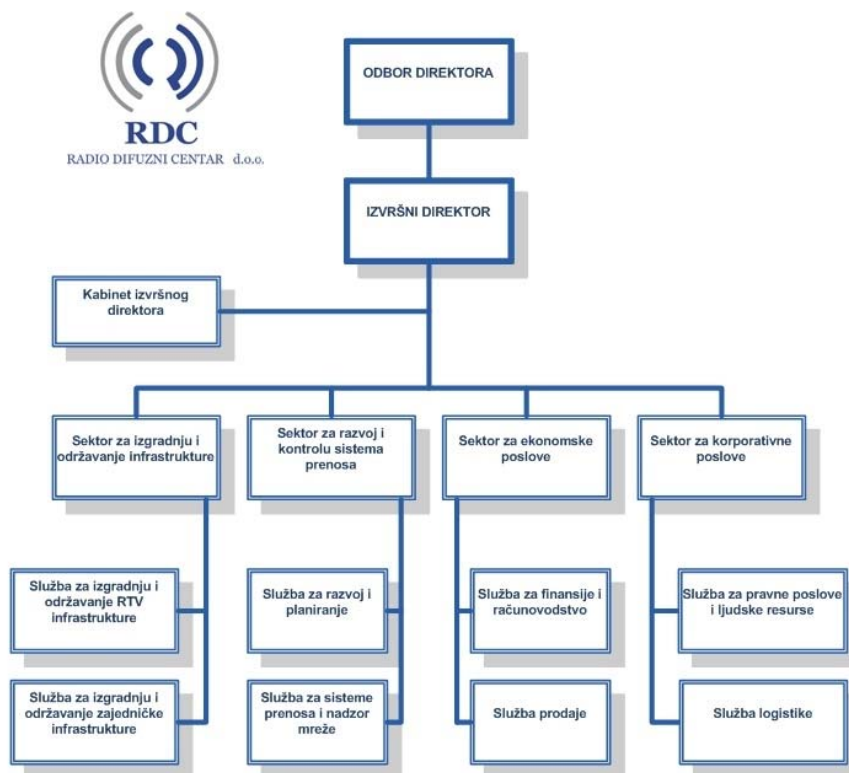 RDC
RADIO DIFUZNI CENTAR d.o.o.
ODBOR DIREKTORA
IZVRŠNI DIREKTOR
Kabinet izvršnog
direktora
Sektor za izgradnju i
održavanje infrastrukture
Sektor za razvoj i
kontrolu sistema
prenosa
Sektor za ekonomske
poslove
Sektor za korporativne
poslove
Služba za izgradnju i
održavanje RTV
infrastrukture
Služba za razvoj i
planiranje
Služba za finansije i
računovodstvo
Služba za pravne poslove
i ljudske resurse
Služba za izgradnju i
održavanje zajedničke
infrastrukture
Služba za sisteme
prenosa i nadzor
mreže
Služba prodaje
Služba logistike